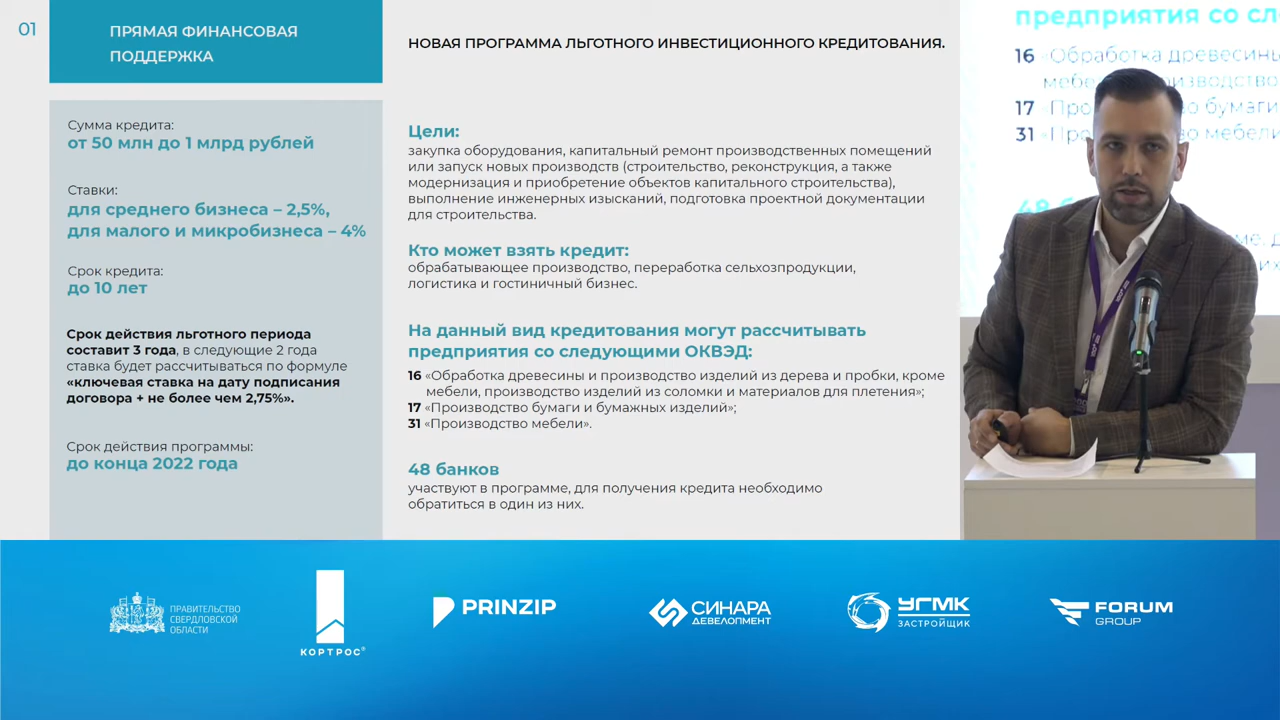 01
ПРЯМАЯ ФИНАНСОВАЯ
ПОДДЕРЖКА
Сумма кредита:
от 50 млн до 1 млрд рублей
Ставки:
для среднего бизнеса – 2,5%,
для малого и микробизнеса – 4%
Срок кредита:
до 10 лет
Срок действия льготного периода
составит 3 года, в следующие 2 года
ставка будет рассчитываться по формуле
«ключевая ставка на дату подписания
договора + не более чем 2,75%».
Срок действия программы:
до конца 2022 года
НОВАЯ ПРОГРАММА ЛЬГОТНОГО ИНВЕСТИЦИОННОГО КРЕДИТОВАНИЯ.
Цели:
закупка оборудования, капитальный ремонт производственных помещений
или запуск новых производств (строительство, реконструкция, а также
модернизация и приобретение объектов капитального строительства),
выполнение инженерных изысканий, подготовка проектной документации
для строительства.
Кто может взять кредит:
обрабатывающее производство, переработка сельхозпродукции,
логистика и гостиничный бизнес.
На данный вид кредитования могут рассчитывать
предприятия со следующими ОКВЭД:
16 «Обработка древесины и производство изделий из дерева и пробки, кроме
мебели, производство изделий из соломки и материалов для плетения»;
17 «Производство бумаги и бумажных изделий»;
31 «Производство мебели».
48 банков
участвуют в программе, для получения кредита необходимо
обратиться в один из них.
предприятия со
16 «Обработка древесины
17 бумаги
31 мебели
48
ПРАВИТЕЛЬСТВО
СВЕРДЛОВСКОЙ
ОБЛАСТИ
КОРТРОС®
PRINZIP
СИНАРА
ДЕВЕЛОПМЕНТ
УГМК
ЗАСТРОЙЩИК
FORUM
GROUP